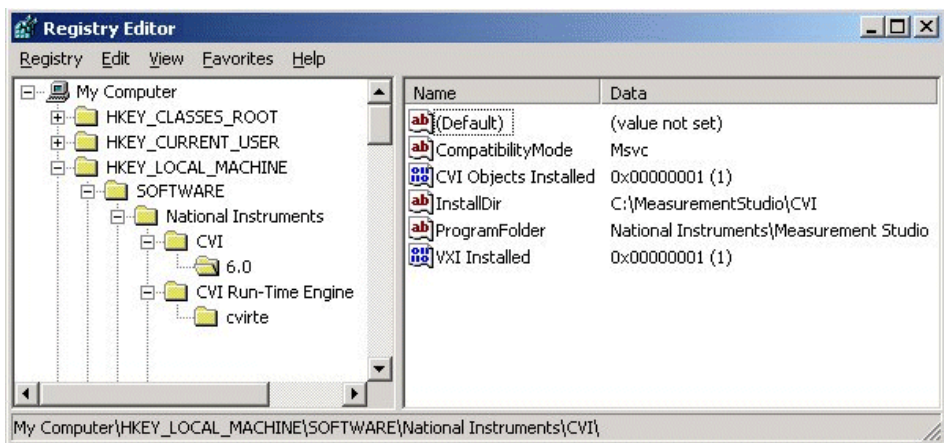 Registry Editor
Registry Edit View Favorites Help
My Computer
HKEY_CLASSES_ROOT
HKEY_CURRENT_USER
HKEY_LOCAL_MACHINE
SOFTWARE
National Instruments
CVI
6.0
CVI Run-Time Engine
cvirte
Name Data
(Default) (value not set)
CompatibilityMode Msvc
CVI Objects Installed 0x00000001 (1)
InstallDir C:\MeasurementStudio\CVI
ProgramFolder National Instruments\Measurement Studio
VXI Installed 0x00000001 (1)
My Computer\HKEY_LOCAL_MACHINE\SOFTWARE\National Instruments\CVI\